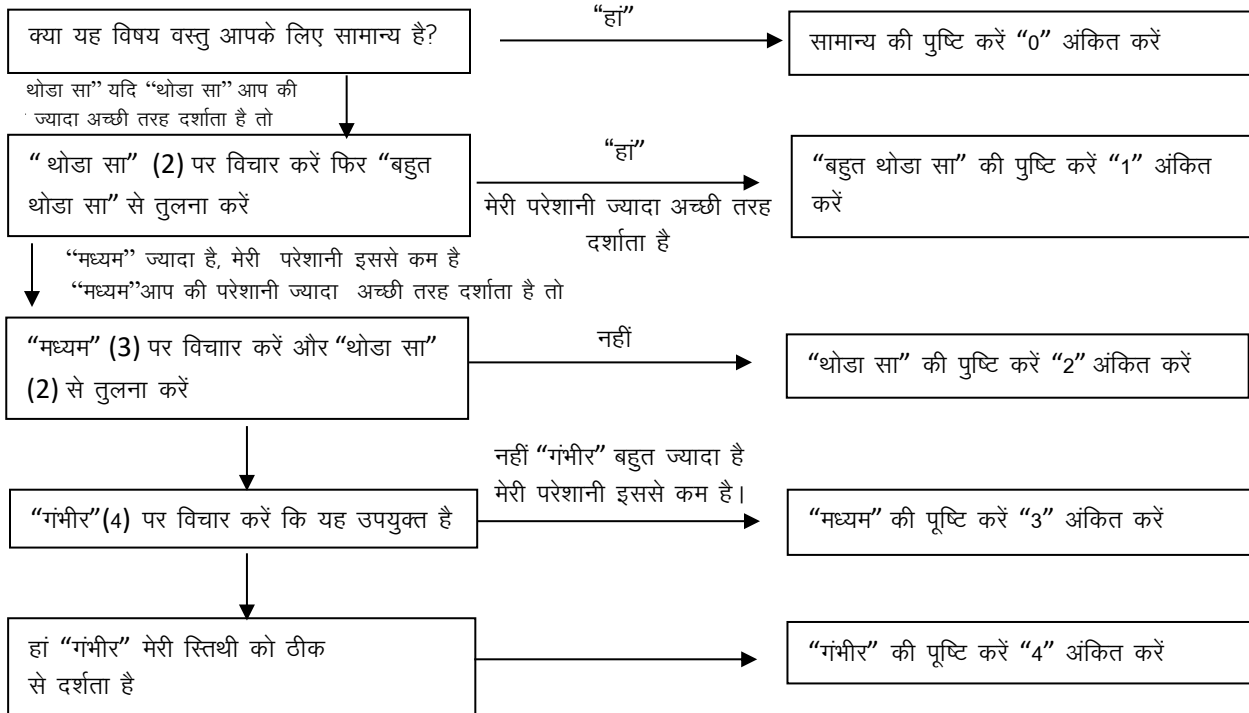 क्या यह विषय वस्तु आपके लिए सामान्य है?
“हां”
सामान्य की पुष्टि करें “0” अंकित करें
थोडा सा” यदि “थोडा सा” आप की
ज्यादा अच्छी तरह दर्शाता है तो
“ थोडा सा” (2) पर विचार करें फिर “बहुत
थोडा सा” से तुलना करें
“हां”
मेरी परेशानी ज्यादा अच्छी तरह
दर्शाता है
“बहुत थोडा सा” की पुष्टि करें “1” अंकित
करें
“मध्यम” ज्यादा है, मेरी परेशानी इससे कम है
“मध्यम”आप की परेशानी ज्यादा अच्छी तरह दर्शाता है तो
“मध्यम” (3) पर विचाार करें और “थोडा सा”
(2) से तुलना करें
नहीं
“थोडा सा” की पुष्टि करें “2” अंकित करें
नहीं “गंभीर” बहुत ज्यादा है
मेरी परेशानी इससे कम है।
“गंभीर”(4) पर विचार करें कि यह उपयुक्त है
“मध्यम” की पूष्टि करें “3” अंकित करें
हां “गंभीर” मेरी स्तिथी को ठीक
से दर्शता है
“गंभीर” की पूष्टि करें “4” अंकित करें